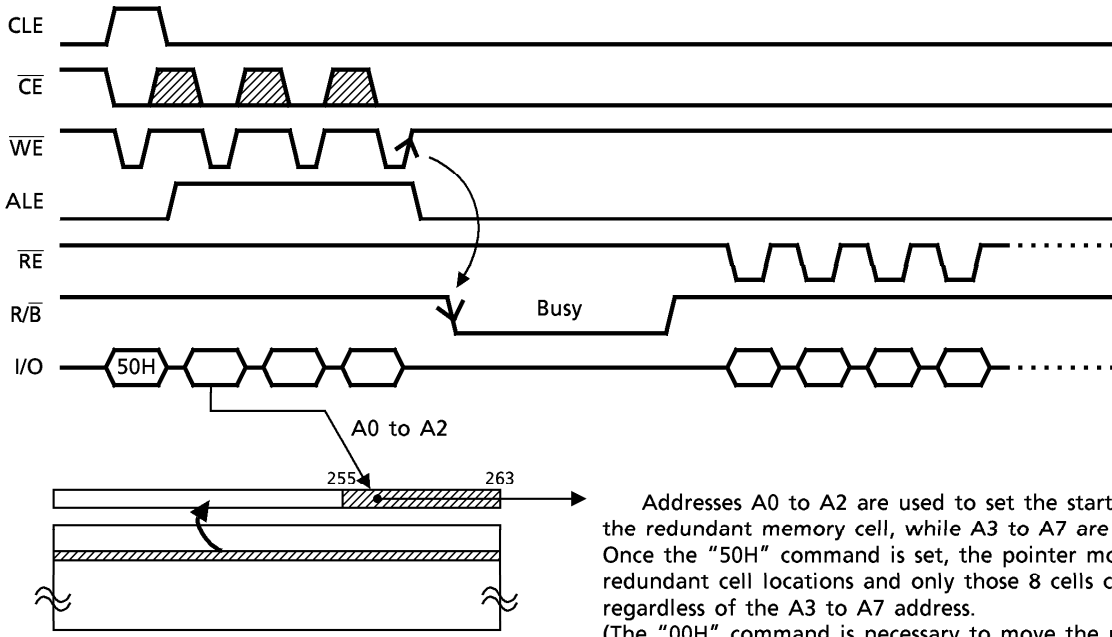 CLE
CE
WE
ALE
RE
R/B
Busy
I/O
50H
A0 to A2
255
263
Addresses A0 to A2 are used to set the start
the redundant memory cell, while A3 to A7 are
Once the “50H” command is set, the pointer mo
redundant cell locations and only those 8 cells c
regardless of the A3 to A7 address.
(The “00H” command is necessary to move the